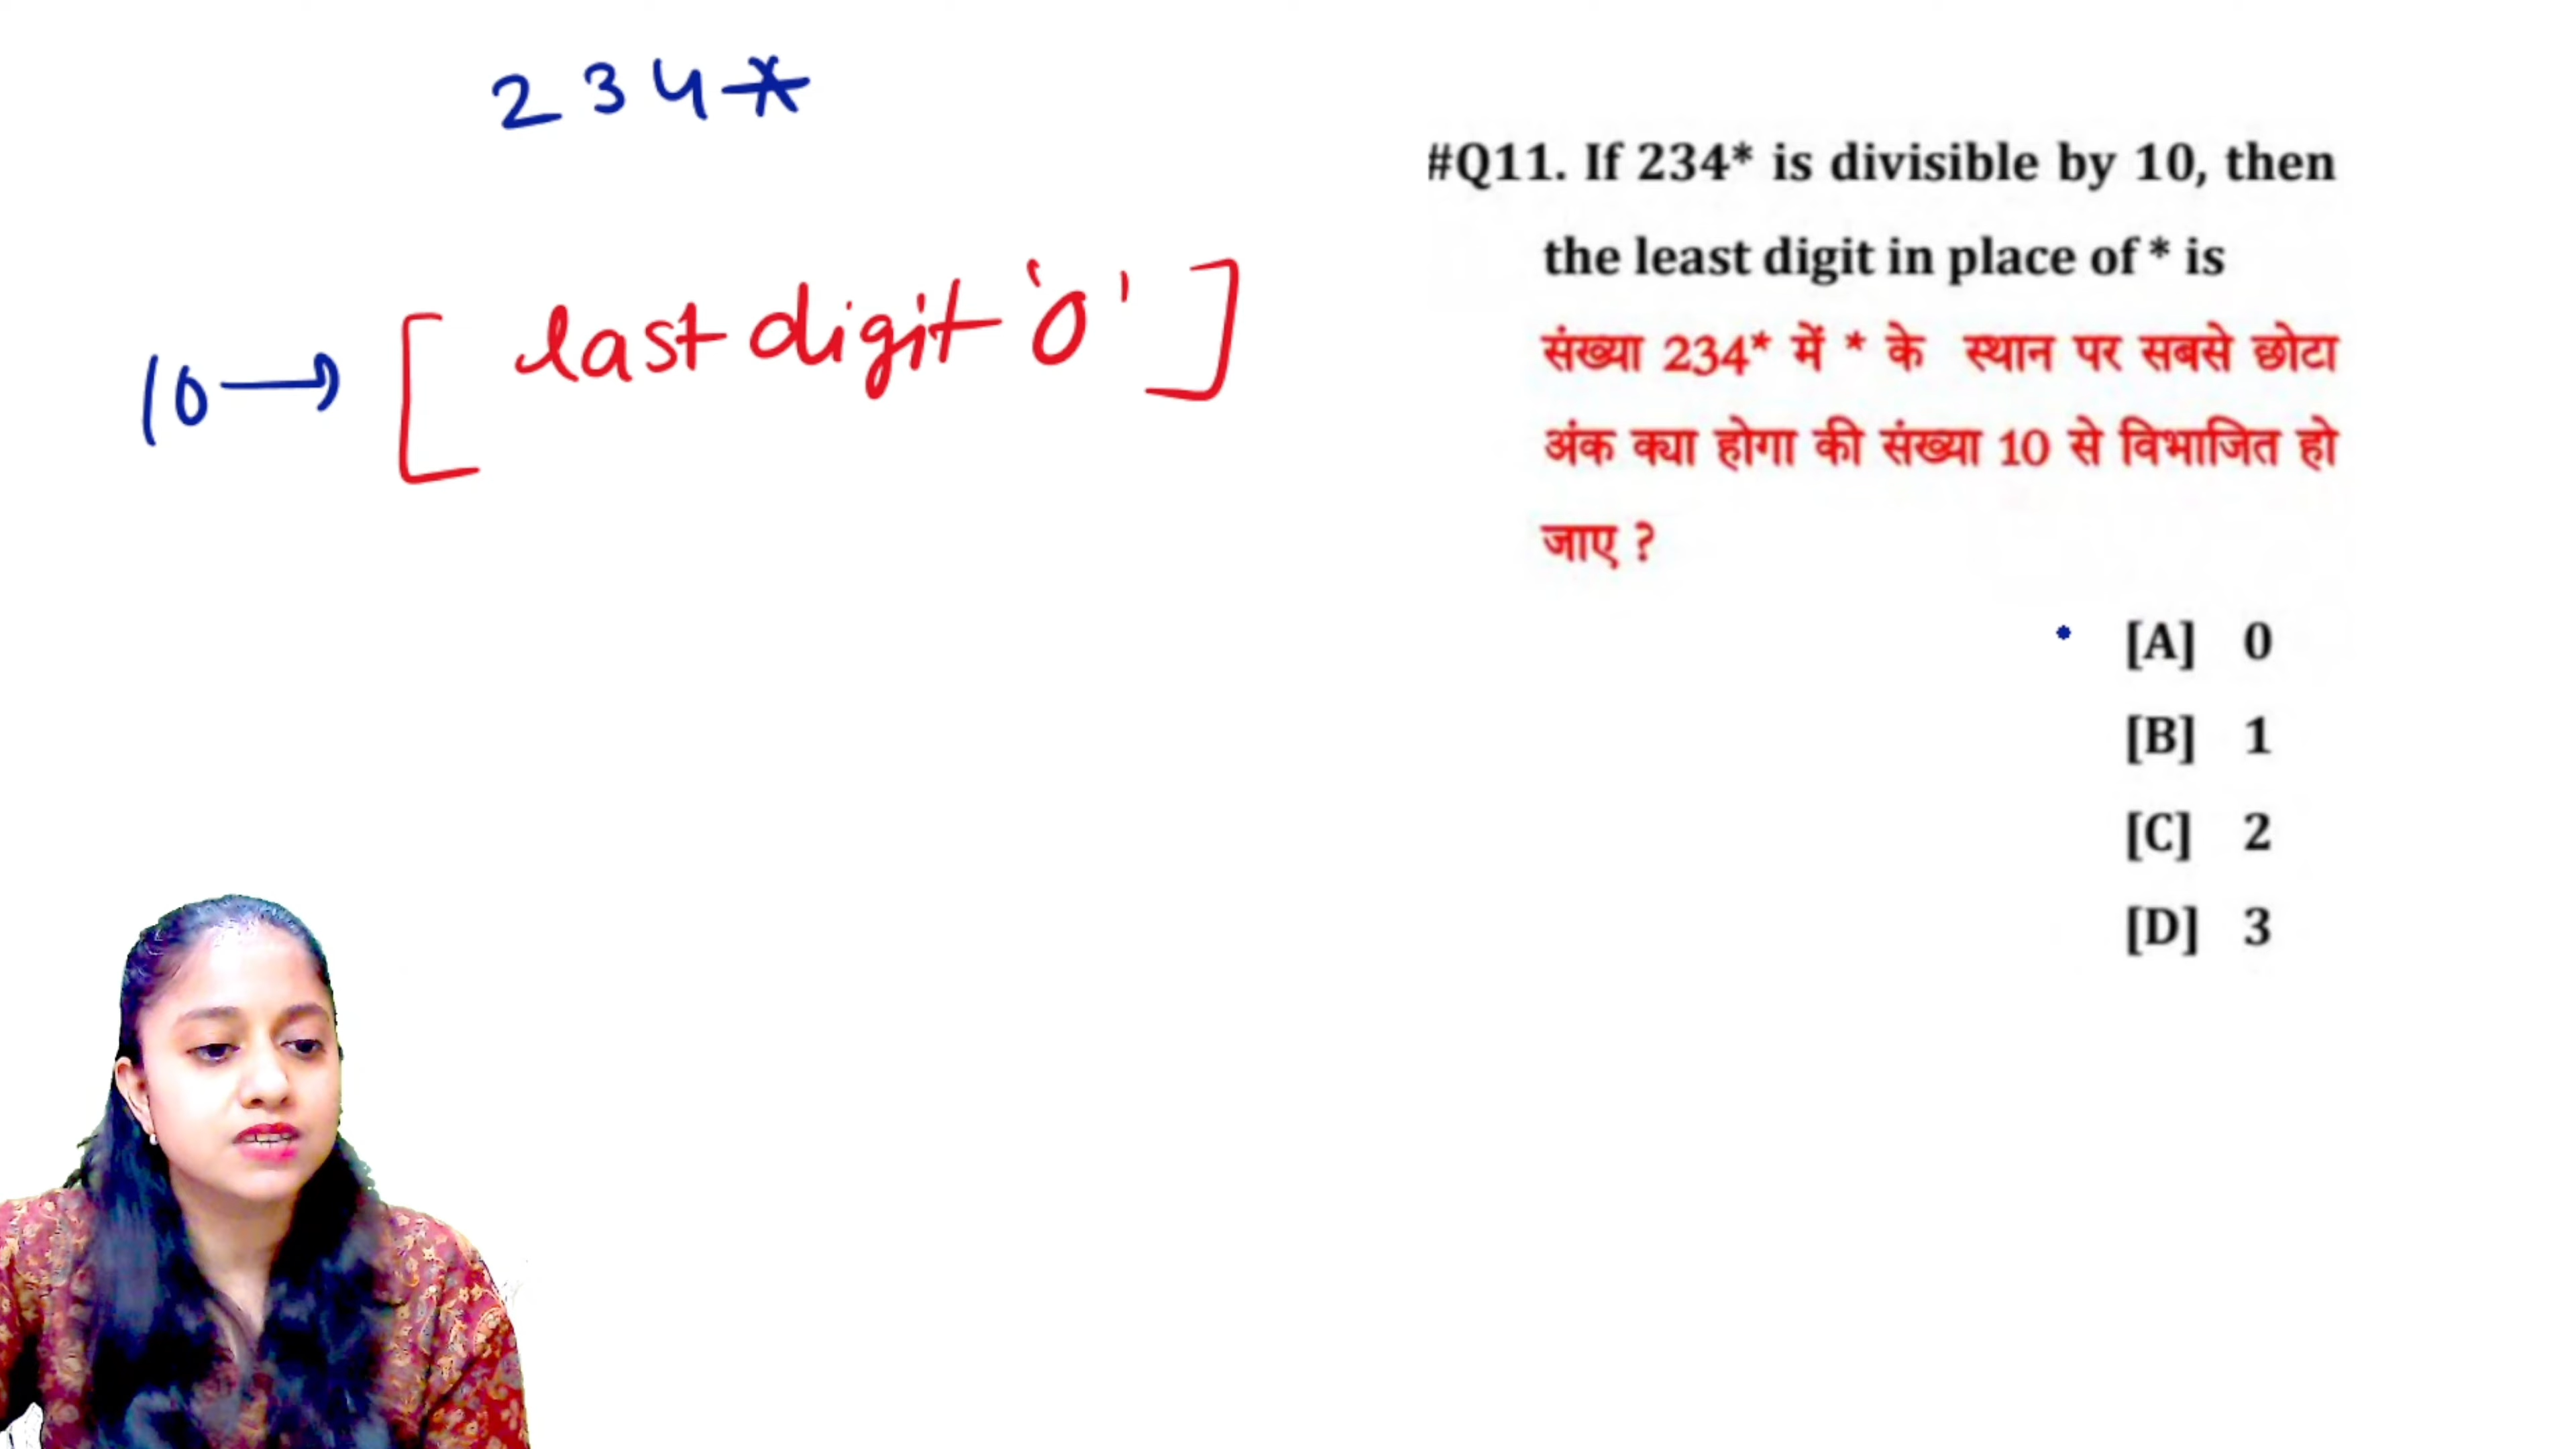 234*
10 → [ last digit '0' ]
#Q11. If 234* is divisible by 10, then
the least digit in place of * is
संख्या 234* में * के स्थान पर सबसे छोटा
अंक क्या होगा की संख्या 10 से विभाजित हो
जाए ?
[A] 0
[B] 1
[C] 2
[D] 3